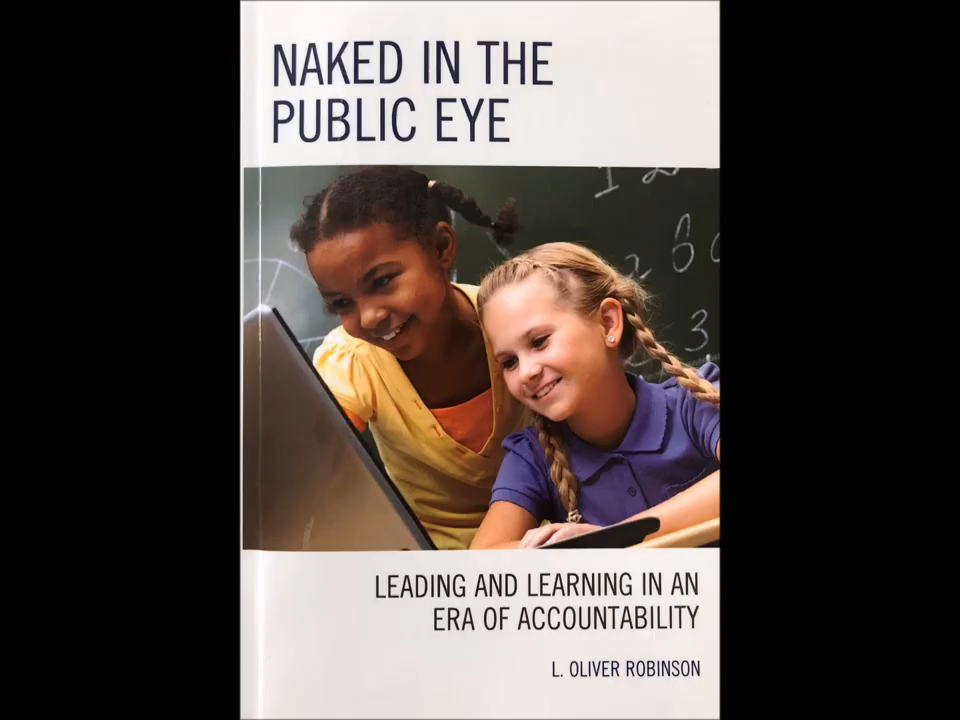 NAKED IN THE
PUBLIC EYE
LEADING AND LEARNING IN AN
ERA OF ACCOUNTABILITY
L. OLIVER ROBINSON